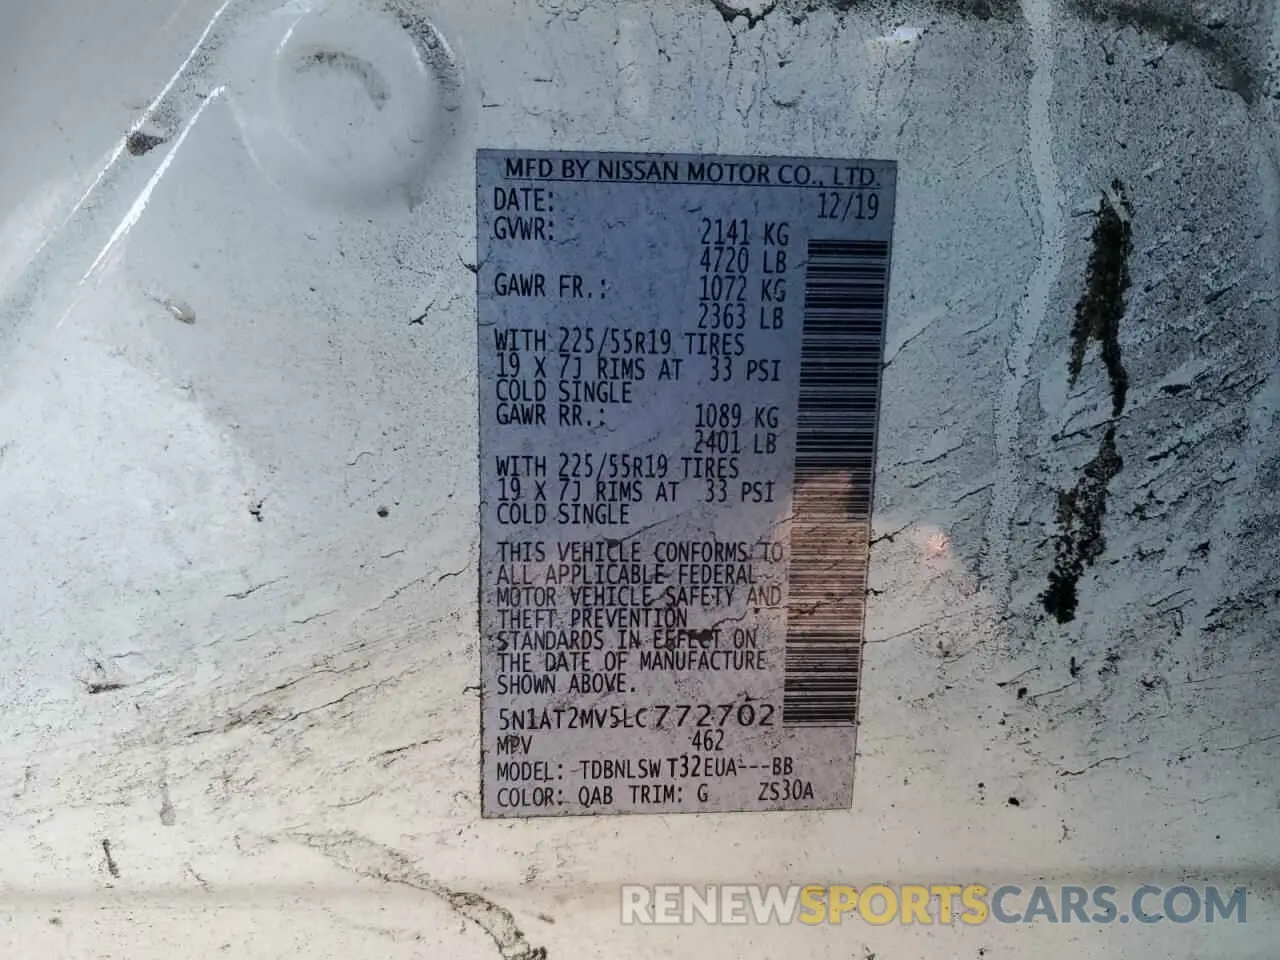 MFD BY NISSAN MOTOR CO., LTD.
DATE: 12/19
GVWR: 2141 KG
4720 LB
GAWR FR.: 1072 KG
2363 LB
WITH 225/55R19 TIRES
19 X 7J RIMS AT 33 PSI
COLD SINGLE
GAWR RR.: 1089 KG
2401 LB
WITH 225/55R19 TIRES
19 X 7J RIMS AT 33 PSI
COLD SINGLE
THIS VEHICLE CONFORMS TO
ALL APPLICABLE FEDERAL
MOTOR VEHICLE SAFETY AND
THEFT PREVENTION
STANDARDS IN EFFECT ON
THE DATE OF MANUFACTURE
SHOWN ABOVE.
5N1AT2MV5LC772702
MPV 462
MODEL: TDBNLSWT32EUA---BB
COLOR: QAB TRIM: G ZS30A
RENEWSPORTSCARS.COM